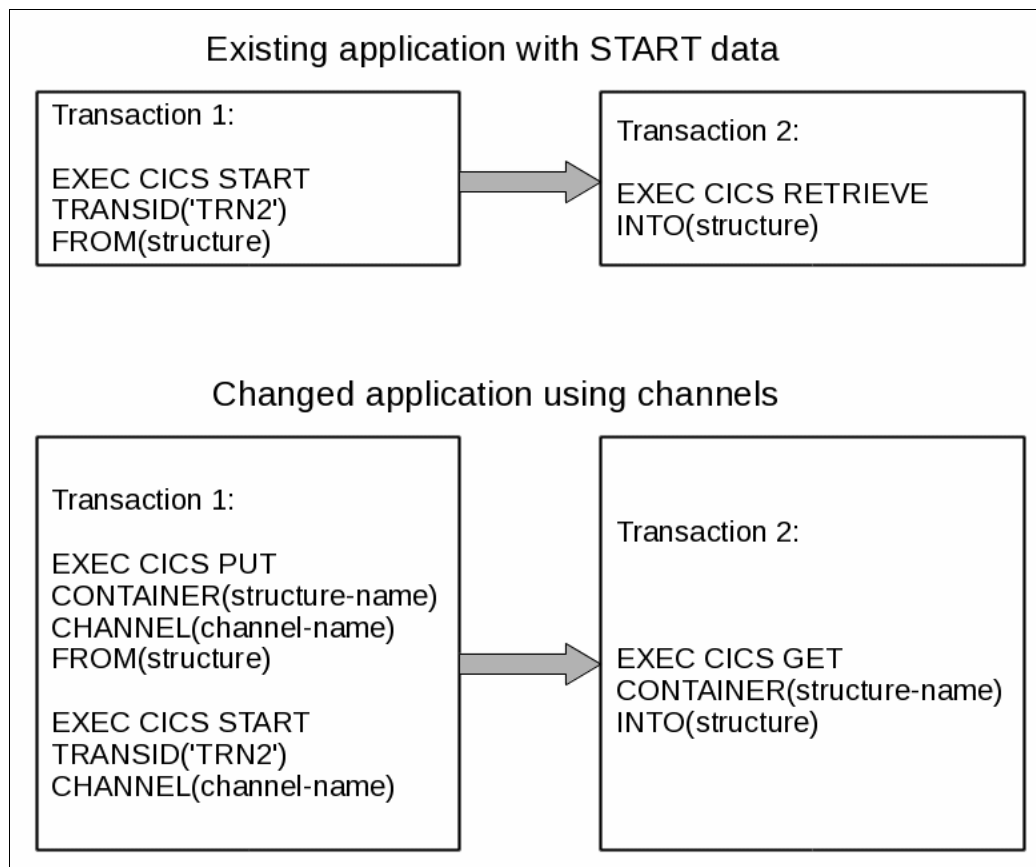 Existing application with START data
Transaction 1:
EXEC CICS START
TRANSID('TRN2')
FROM(structure)
Transaction 2:
EXEC CICS RETRIEVE
INTO(structure)
Changed application using channels
Transaction 1:
EXEC CICS PUT
CONTAINER(structure-name)
CHANNEL(channel-name)
FROM(structure)
EXEC CICS START
TRANSID('TRN2')
CHANNEL(channel-name)
Transaction 2:
EXEC CICS GET
CONTAINER(structure-name)
INTO(structure)